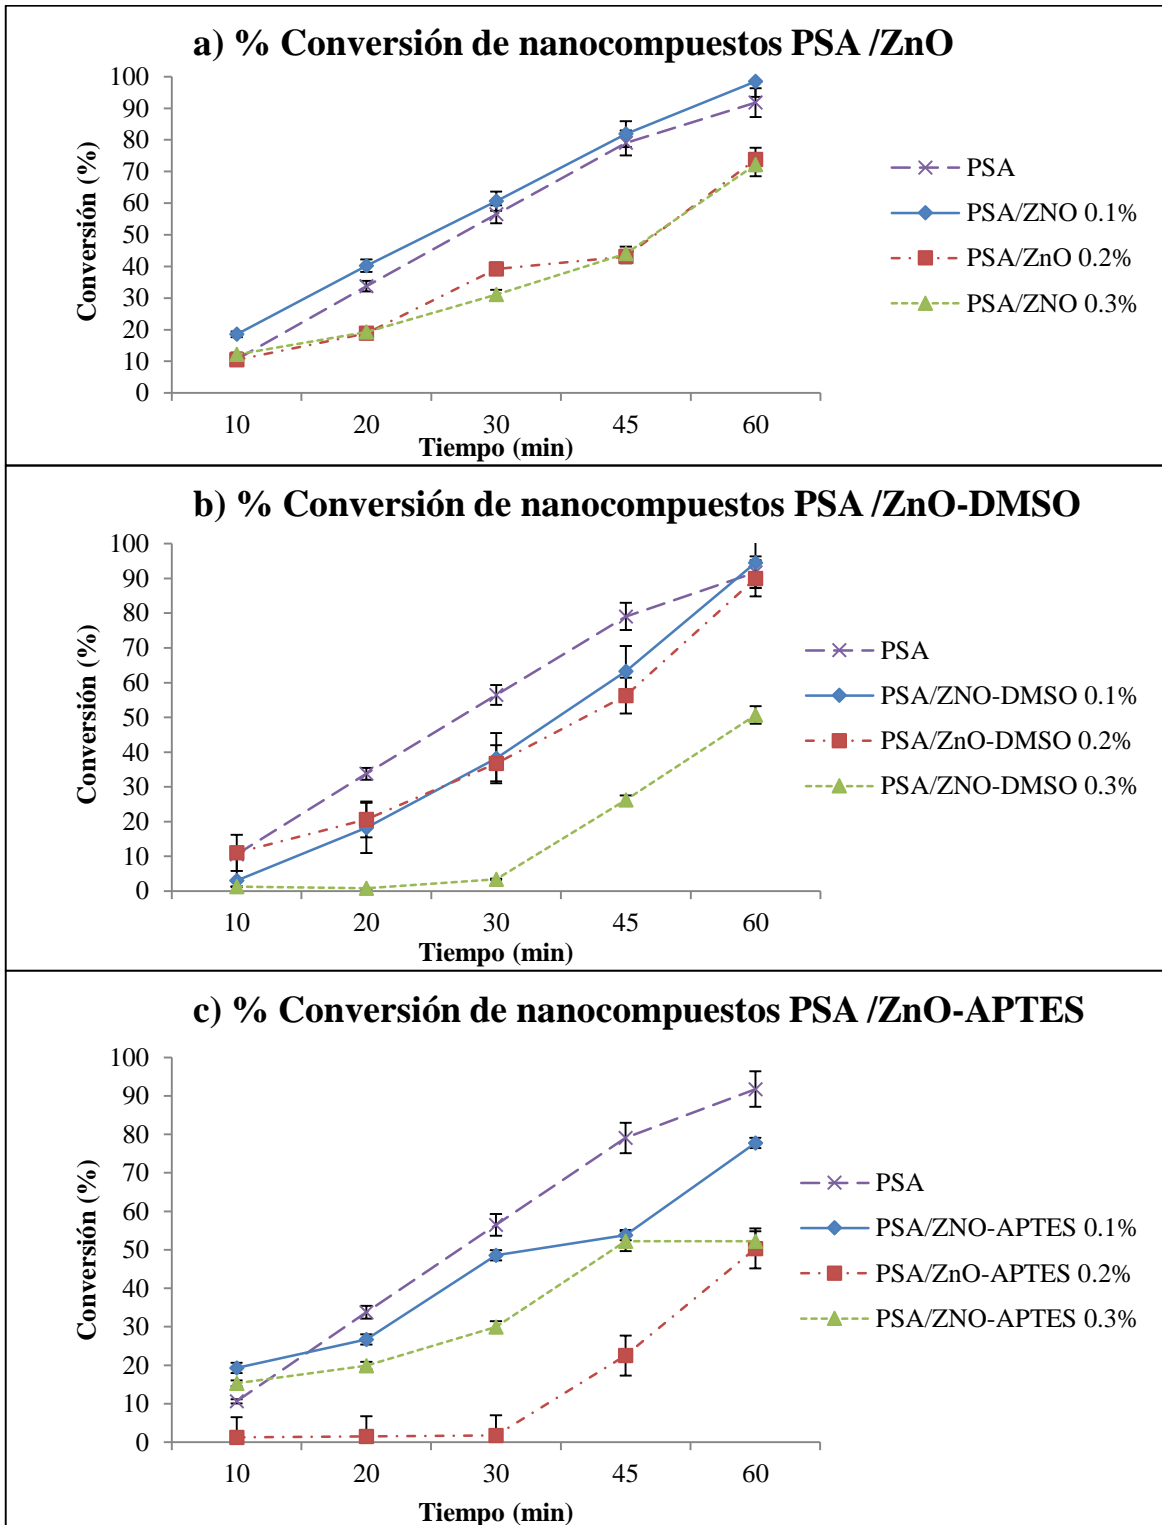 a) % Conversión de nanocompuestos PSA /ZnO
100
90
80
70
60
50
40
30
20
10
0
Conversión (%)
10 20 30 45 60
Tiempo (min)
PSA
PSA/ZNO 0.1%
PSA/ZnO 0.2%
PSA/ZNO 0.3%
b) % Conversión de nanocompuestos PSA /ZnO-DMSO
100
90
80
70
60
50
40
30
20
10
0
Conversión (%)
10 20 30 45 60
Tiempo (min)
PSA
PSA/ZNO-DMSO 0.1%
PSA/ZnO-DMSO 0.2%
PSA/ZNO-DMSO 0.3%
c) % Conversión de nanocompuestos PSA /ZnO-APTES
100
90
80
70
60
50
40
30
20
10
0
Conversión (%)
10 20 30 45 60
Tiempo (min)
PSA
PSA/ZNO-APTES 0.1%
PSA/ZnO-APTES 0.2%
PSA/ZNO-APTES 0.3%